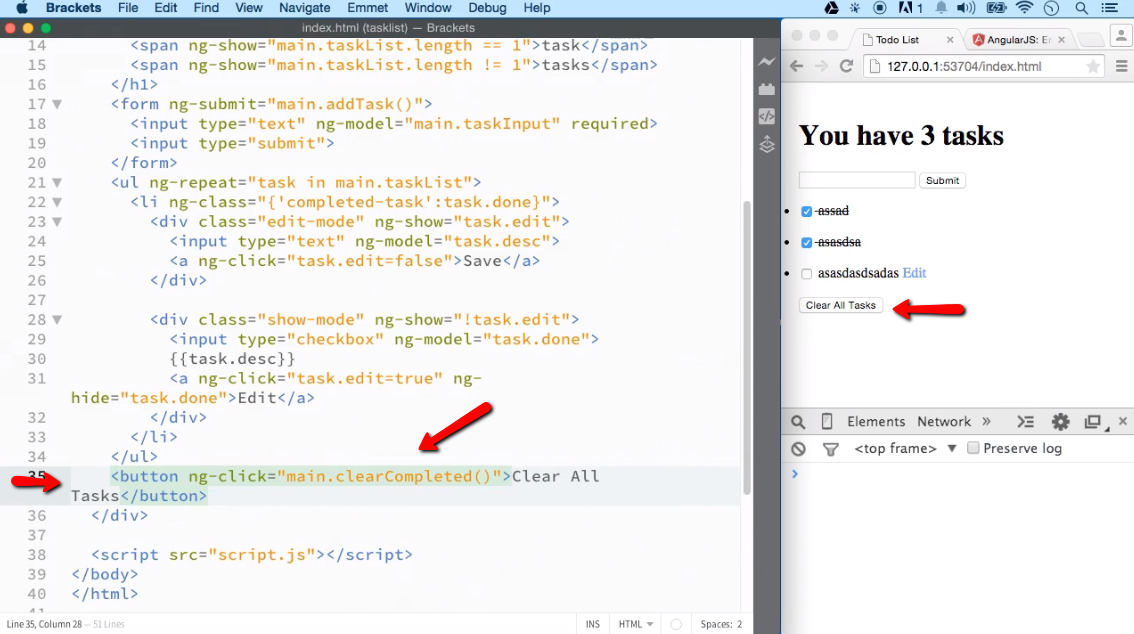 Brackets File Edit Find View Navigate Emmet Window Debug Help 1
index.html (tasklist) — Brackets
14 <span ng-show="main.taskList.length == 1">task</span>
15 <span ng-show="main.taskList.length != 1">tasks</span>
16 </h1>
17 <form ng-submit="main.addTask()">
18 <input type="text" ng-model="main.taskInput" required>
19 <input type="submit">
20 </form>
21 <ul ng-repeat="task in main.taskList">
22 <li ng-class="{'completed-task':task.done}">
23 <div class="edit-mode" ng-show="task.edit">
24 <input type="text" ng-model="task.desc">
25 <a ng-click="task.edit=false">Save</a>
26 </div>
27
28 <div class="show-mode" ng-show="!task.edit">
29 <input type="checkbox" ng-model="task.done">
30 {{task.desc}}
31 <a ng-click="task.edit=true" ng-
hide="task.done">Edit</a>
32 </div>
33 </li>
34 </ul>
35 <button ng-click="main.clearCompleted()">Clear All
Tasks</button>
36 </div>
37
38 <script src="script.js"></script>
39 </body>
40 </html>
41
Line 35, Column 28 — 51 Lines INS HTML Spaces: 2
Todo List × AngularJS: ×
127.0.0.1:53704/index.html
You have 3 tasks
Submit
assad
asasdsa
asasdasdsadas Edit
Clear All Tasks
Elements Network »
<top frame> Preserve log